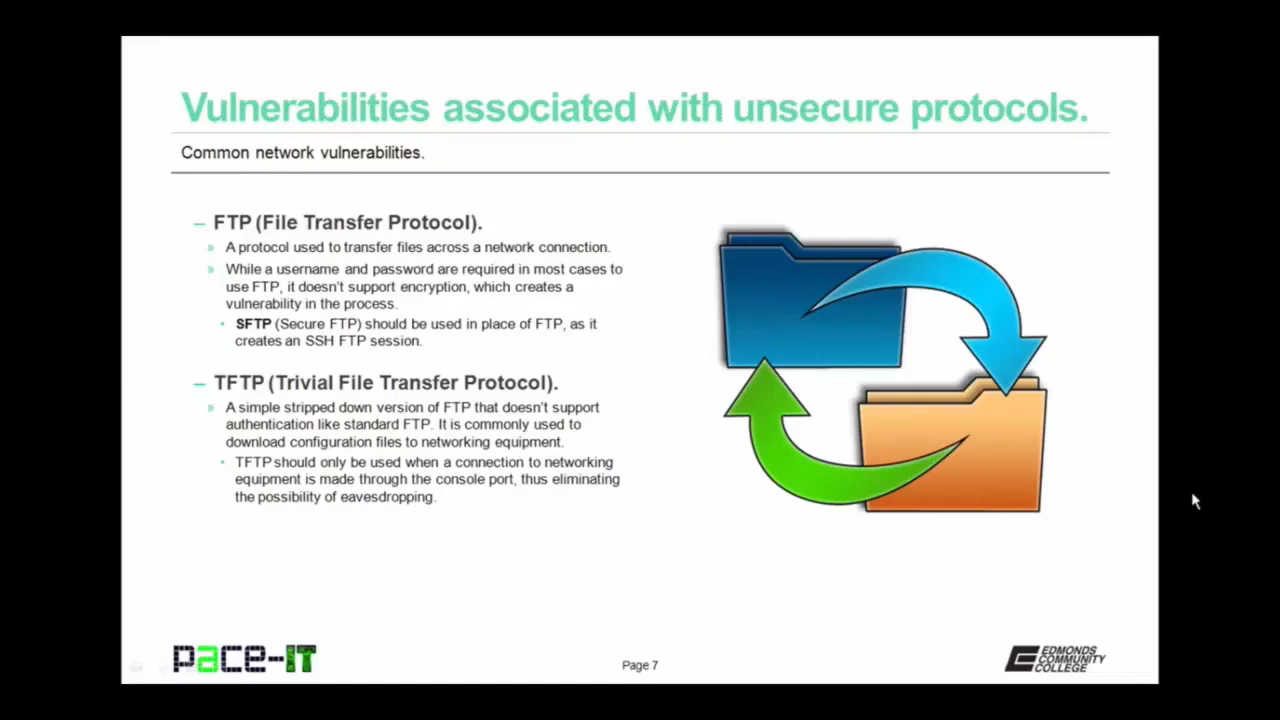 Vulnerabilities associated with unsecure protocols.
Common network vulnerabilities.
– FTP (File Transfer Protocol).
» A protocol used to transfer files across a network connection.
» While a username and password are required in most cases to
use FTP, it doesn't support encryption, which creates a
vulnerability in the process.
• SFTP (Secure FTP) should be used in place of FTP, as it
creates an SSH FTP session.
– TFTP (Trivial File Transfer Protocol).
» A simple stripped down version of FTP that doesn't support
authentication like standard FTP. It is commonly used to
download configuration files to networking equipment.
• TFTP should only be used when a connection to networking
equipment is made through the console port, thus eliminating
the possibility of eavesdropping.
pace-IT
Page 7
EDMONDS
COMMUNITY
COLLEGE